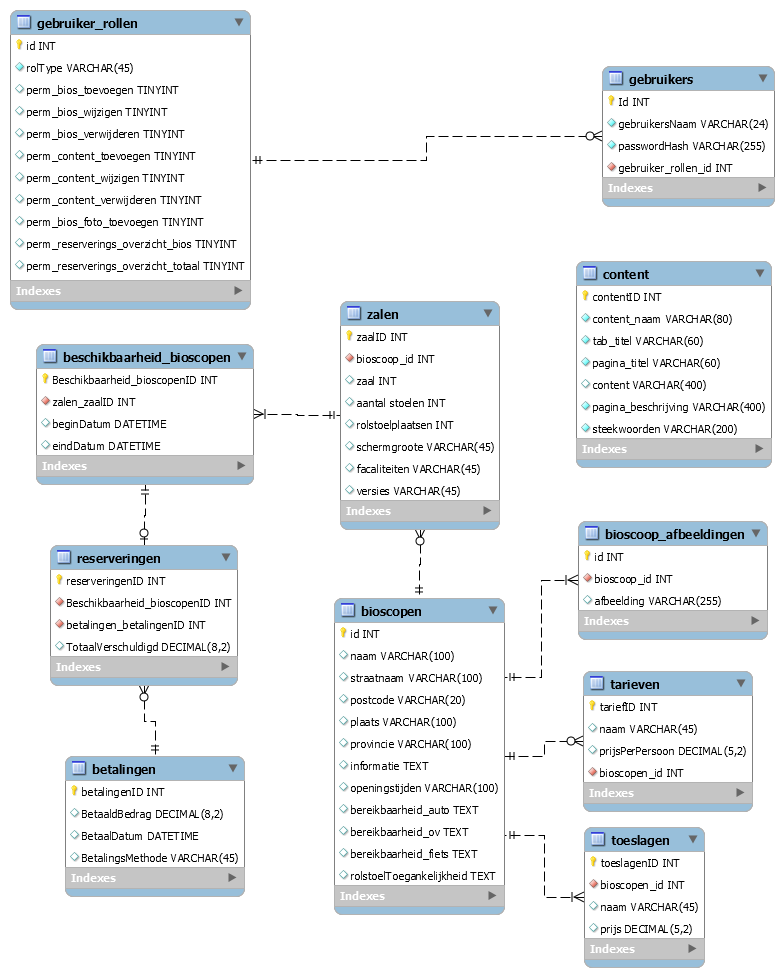 gebruiker_rollen
id INT
rolType VARCHAR(45)
perm_bios_toevoegen TINYINT
perm_bios_wijzigen TINYINT
perm_bios_verwijderen TINYINT
perm_content_toevoegen TINYINT
perm_content_wijzigen TINYINT
perm_content_verwijderen TINYINT
perm_bios_foto_toevoegen TINYINT
perm_reserverings_overzicht_bios TINYINT
perm_reserverings_overzicht_totaal TINYINT
Indexes
gebruikers
Id INT
gebruikersNaam VARCHAR(24)
passwordHash VARCHAR(255)
gebruiker_rollen_id INT
Indexes
content
contentID INT
content_naam VARCHAR(80)
tab_titel VARCHAR(60)
pagina_titel VARCHAR(60)
content VARCHAR(400)
pagina_beschrijving VARCHAR(400)
steekwoorden VARCHAR(200)
Indexes
zalen
zaalID INT
bioscoop_id INT
zaal INT
aantal stoelen INT
rolstoelplaatsen INT
schermgroote VARCHAR(45)
facaliteiten VARCHAR(45)
versies VARCHAR(45)
Indexes
beschikbaarheid_bioscopen
Beschikbaarheid_bioscopenID INT
zalen_zaalID INT
beginDatum DATETIME
eindDatum DATETIME
Indexes
reserveringen
reserveringenID INT
Beschikbaarheid_bioscopenID INT
betalingen_betalingenID INT
TotaalVerschuldigd DECIMAL(8,2)
Indexes
betalingen
betalingenID INT
BetaaldBedrag DECIMAL(8,2)
BetaalDatum DATETIME
BetalingsMethode VARCHAR(45)
Indexes
bioscopen
id INT
naam VARCHAR(100)
straatnaam VARCHAR(100)
postcode VARCHAR(20)
plaats VARCHAR(100)
provincie VARCHAR(100)
informatie TEXT
openingstijden VARCHAR(100)
bereikbaarheid_auto TEXT
bereikbaarheid_ov TEXT
bereikbaarheid_fiets TEXT
rolstoelToegankelijkheid TEXT
Indexes
bioscoop_afbeeldingen
id INT
bioscoop_id INT
afbeelding VARCHAR(255)
Indexes
tarieven
tariefID INT
naam VARCHAR(45)
prijsPerPersoon DECIMAL(5,2)
bioscopen_id INT
Indexes
toeslagen
toeslagenID INT
bioscopen_id INT
naam VARCHAR(45)
prijs DECIMAL(5,2)
Indexes